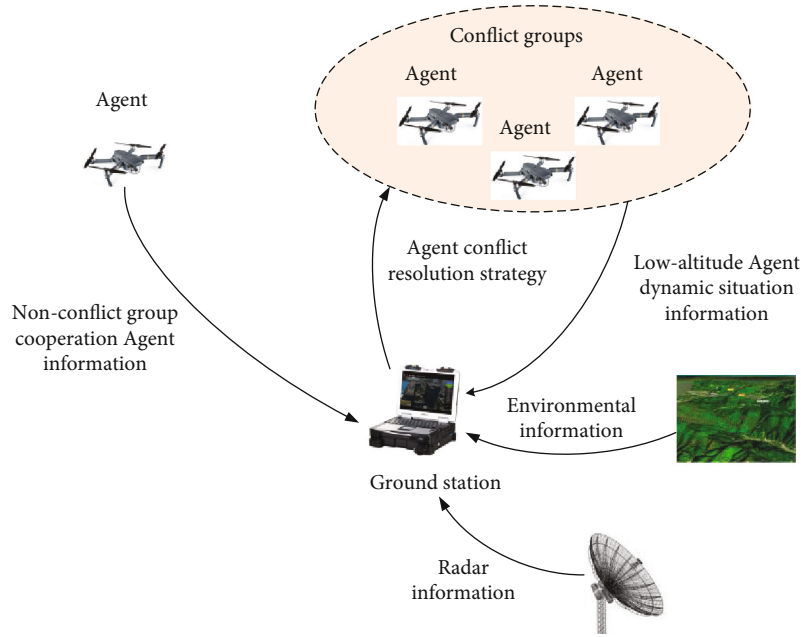 Conflict groups
Agent
Agent
Agent
Agent
Agent conflict
resolution strategy
Low-altitude Agent
dynamic situation
information
Non-conflict group
cooperation Agent
information
Environmental
information
Ground station
Radar
information